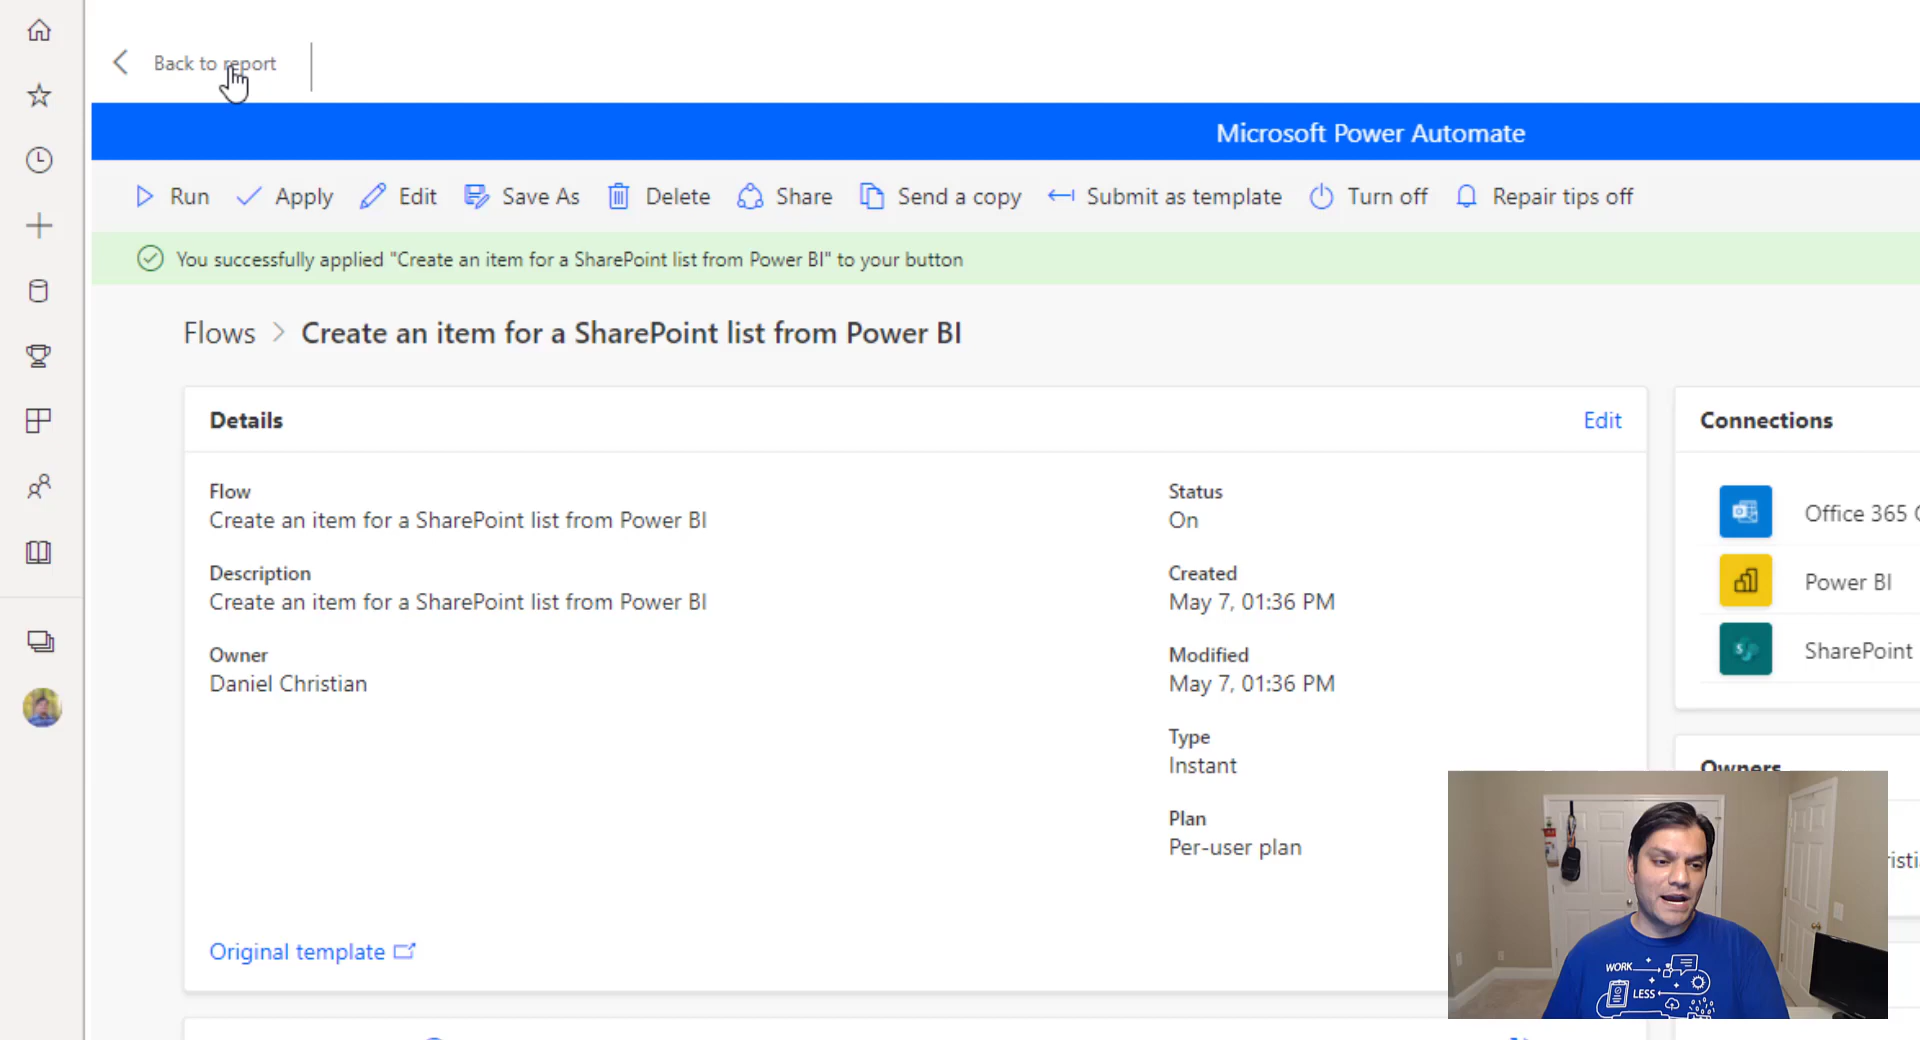 Back to report
Microsoft Power Automate
Run Apply Edit Save As Delete Share Send a copy Submit as template Turn off Repair tips off
You successfully applied "Create an item for a SharePoint list from Power BI" to your button
Flows > Create an item for a SharePoint list from Power BI
Details Edit
Connections
Flow
Create an item for a SharePoint list from Power BI
Status
On
Office 365
Description
Create an item for a SharePoint list from Power BI
Created
May 7, 01:36 PM
Power BI
Owner
Daniel Christian
Modified
May 7, 01:36 PM
SharePoint
Type
Instant
Owners
Plan
Per-user plan
Original template
WORK
LESS